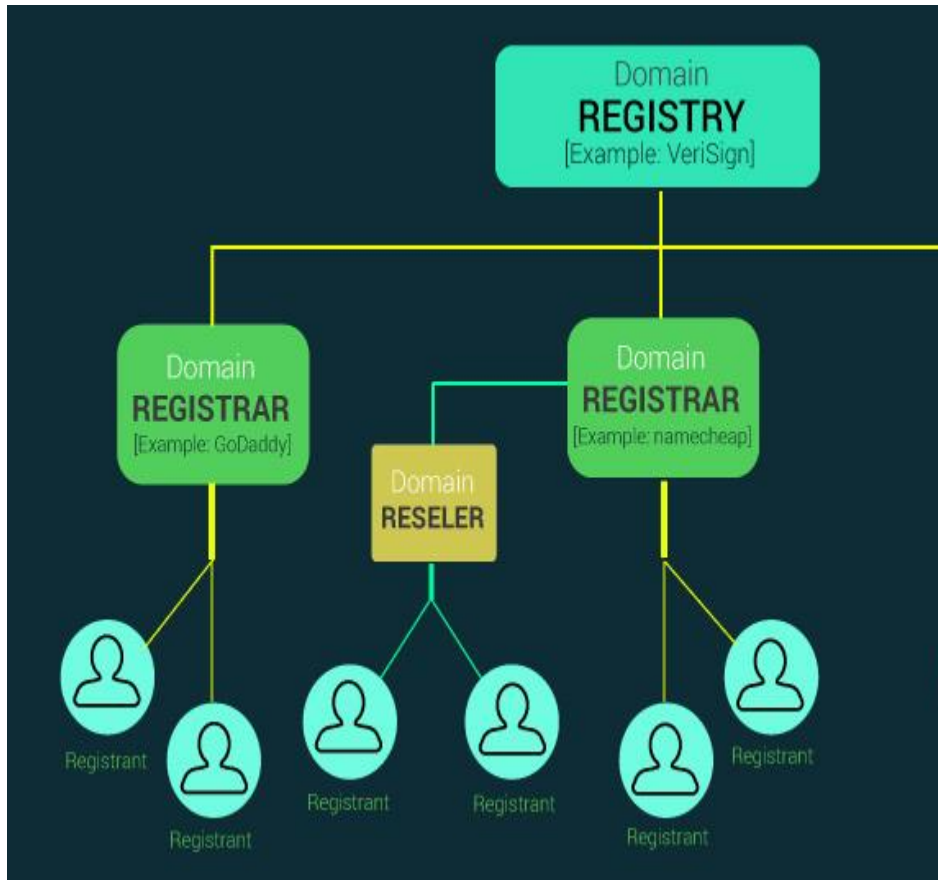 Domain
REGISTRY
[Example: VeriSign]
Domain
REGISTRAR
[Example: GoDaddy]
Domain
REGISTRAR
[Example: namecheap]
Domain
RESELER
Registrant
Registrant
Registrant
Registrant
Registrant
Registrant